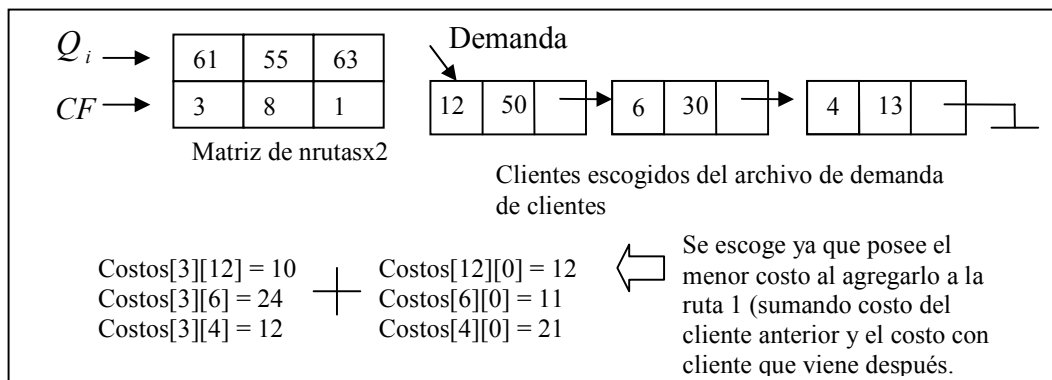 Q i
61 55 63
CF
3 8 1
Matriz de nrutasx2
Demanda
12 50 6 30 4 13
Clientes escogidos del archivo de demanda
de clientes
Costos[3][12] = 10
Costos[3][6] = 24
Costos[3][4] = 12
+
Costos[12][0] = 12
Costos[6][0] = 11
Costos[4][0] = 21
Se escoge ya que posee el
menor costo al agregarlo a la
ruta 1 (sumando costo del
cliente anterior y el costo con
cliente que viene después.